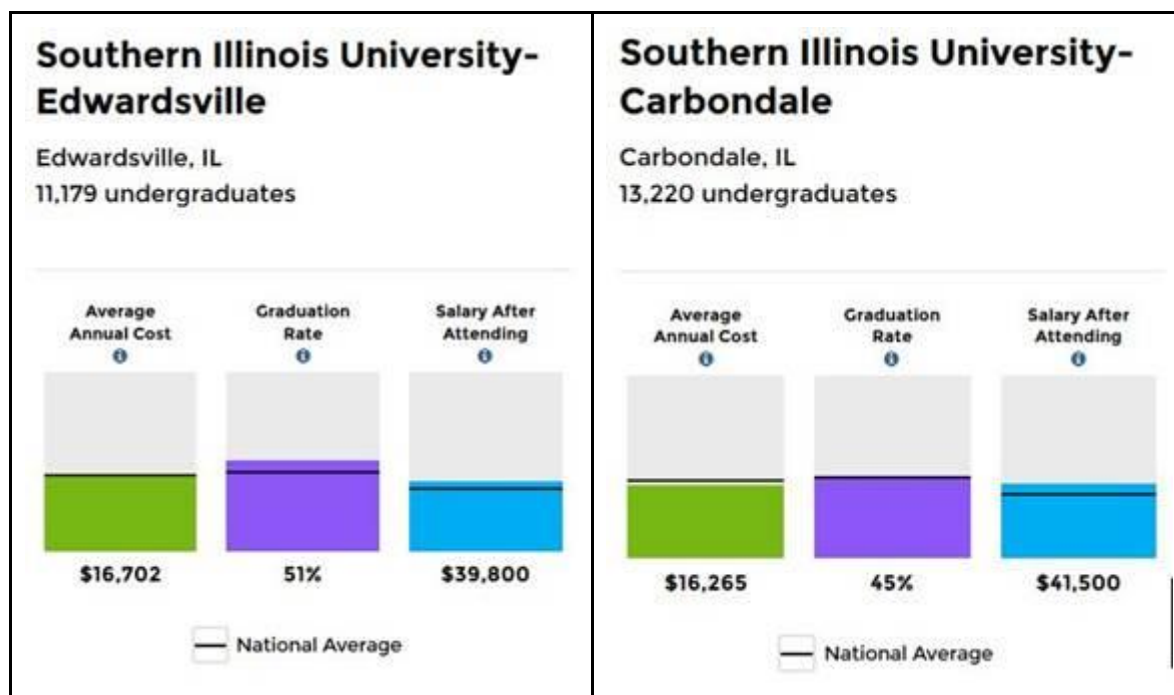 Southern Illinois University-
Edwardsville
Edwardsville, IL
11,179 undergraduates
Average
Annual Cost
Graduation
Rate
Salary After
Attending
$16,702
51%
$39,800
National Average
Southern Illinois University-
Carbondale
Carbondale, IL
13,220 undergraduates
Average
Annual Cost
Graduation
Rate
Salary After
Attending
$16,265
45%
$41,500
National Average